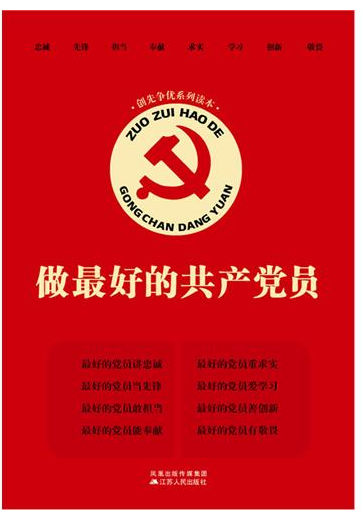 忠诚 先锋 担当 奉献 求实 学习 创新 敬畏
·创先争优系列读本·
ZUO ZUI HAO DE
GONG CHAN DANG YUAN
做最好的共产党员
最好的党员讲忠诚
最好的党员当先锋
最好的党员敢担当
最好的党员能奉献
最好的党员重求实
最好的党员爱学习
最好的党员善创新
最好的党员有敬畏
凤凰出版传媒集团
江苏人民出版社